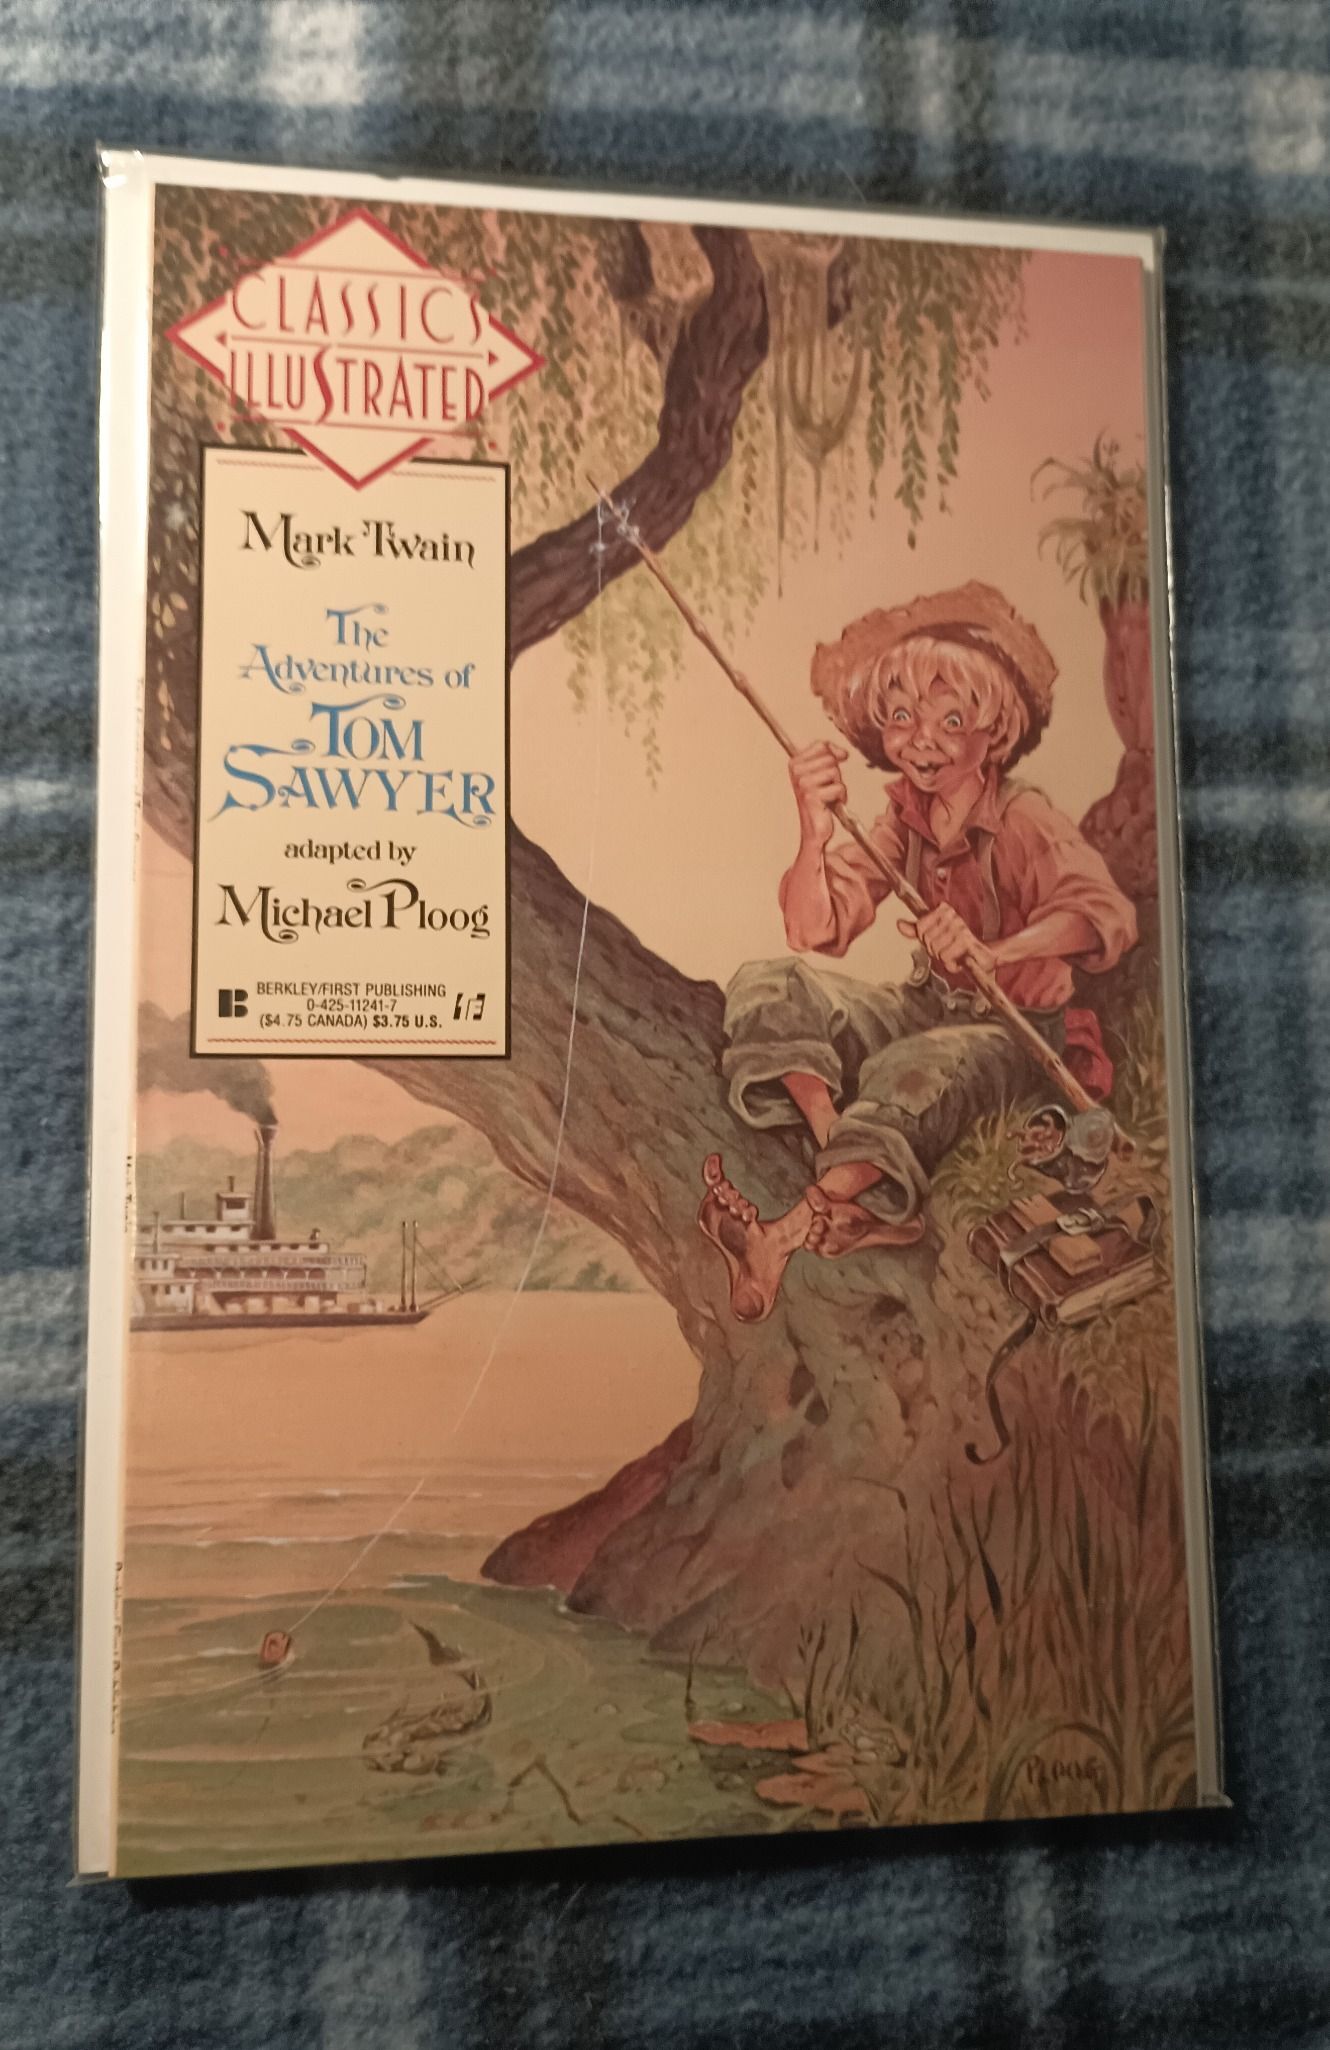 CLASSICS
ILLUSTRATED
Mark Twain
The
Adventures of
TOM
SAWYER
adapted by
Michael Ploog
B
BERKLEY/FIRST PUBLISHING
0-425-11241-7
($4.75 CANADA) $3.75 U.S.
PLOOG